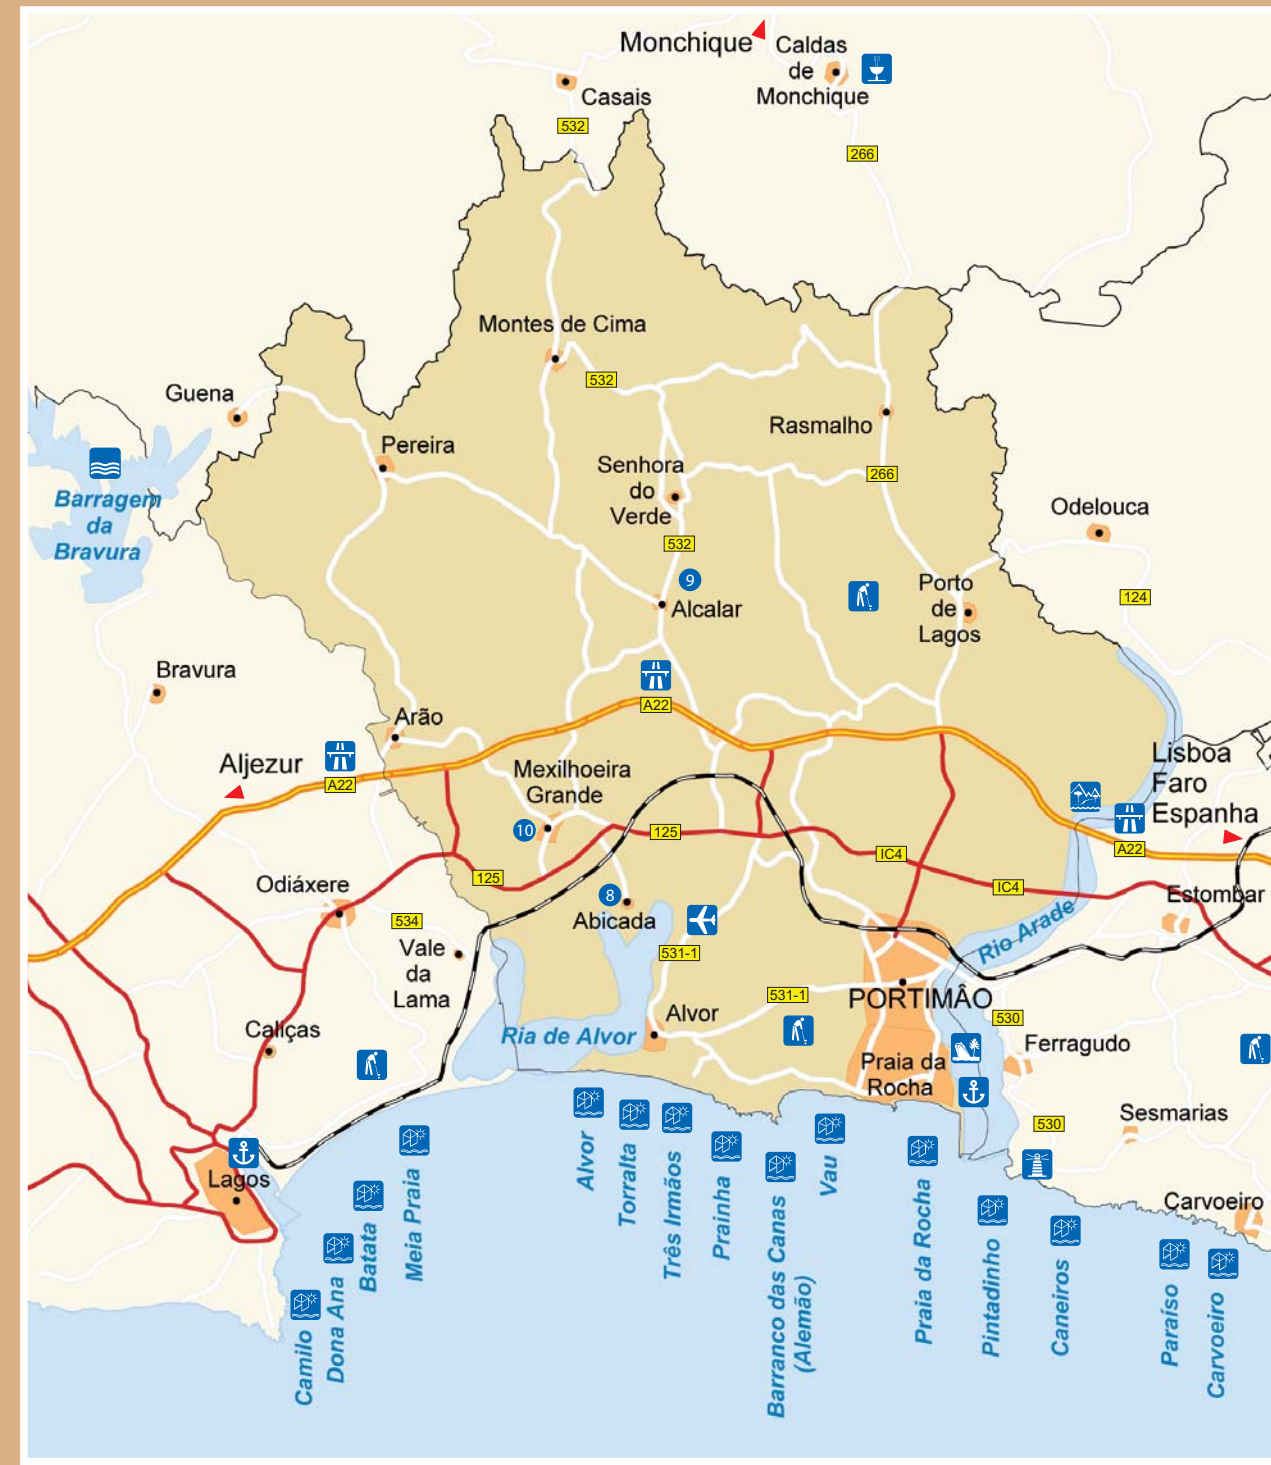 Monchique
Caldas
de
Monchique
Casais
532
266
Montes de Cima
532
Guena
Rasmalho
Pereira
Senhora
do
Verde
266
Barragem
da
Bravura
Odelouca
532
9
Alcalar
Porto
de
Lagos
124
Bravura
A22
Arão
Aljezur
A22
Mexilhoeira
Grande
Lisboa
Faro
Espanha
10
125
A22
IC4
125
IC4
Odiáxere
8
Abicada
Estombar
534
Rio Arade
Vale
da
Lama
531-1
531-1
PORTIMÂO
Alvor
530
Caliças
Ria de Alvor
Ferragudo
Praia da
Rocha
Sesmarias
530
Lagos
Carvoeiro
Camilo
Dona Ana
Batata
Meia Praia
Alvor
Torralta
Três Irmãos
Prainha
Barranco das Canas
(Alemão)
Vau
Praia da Rocha
Pintadinho
Caneiros
Paraíso
Carvoeiro